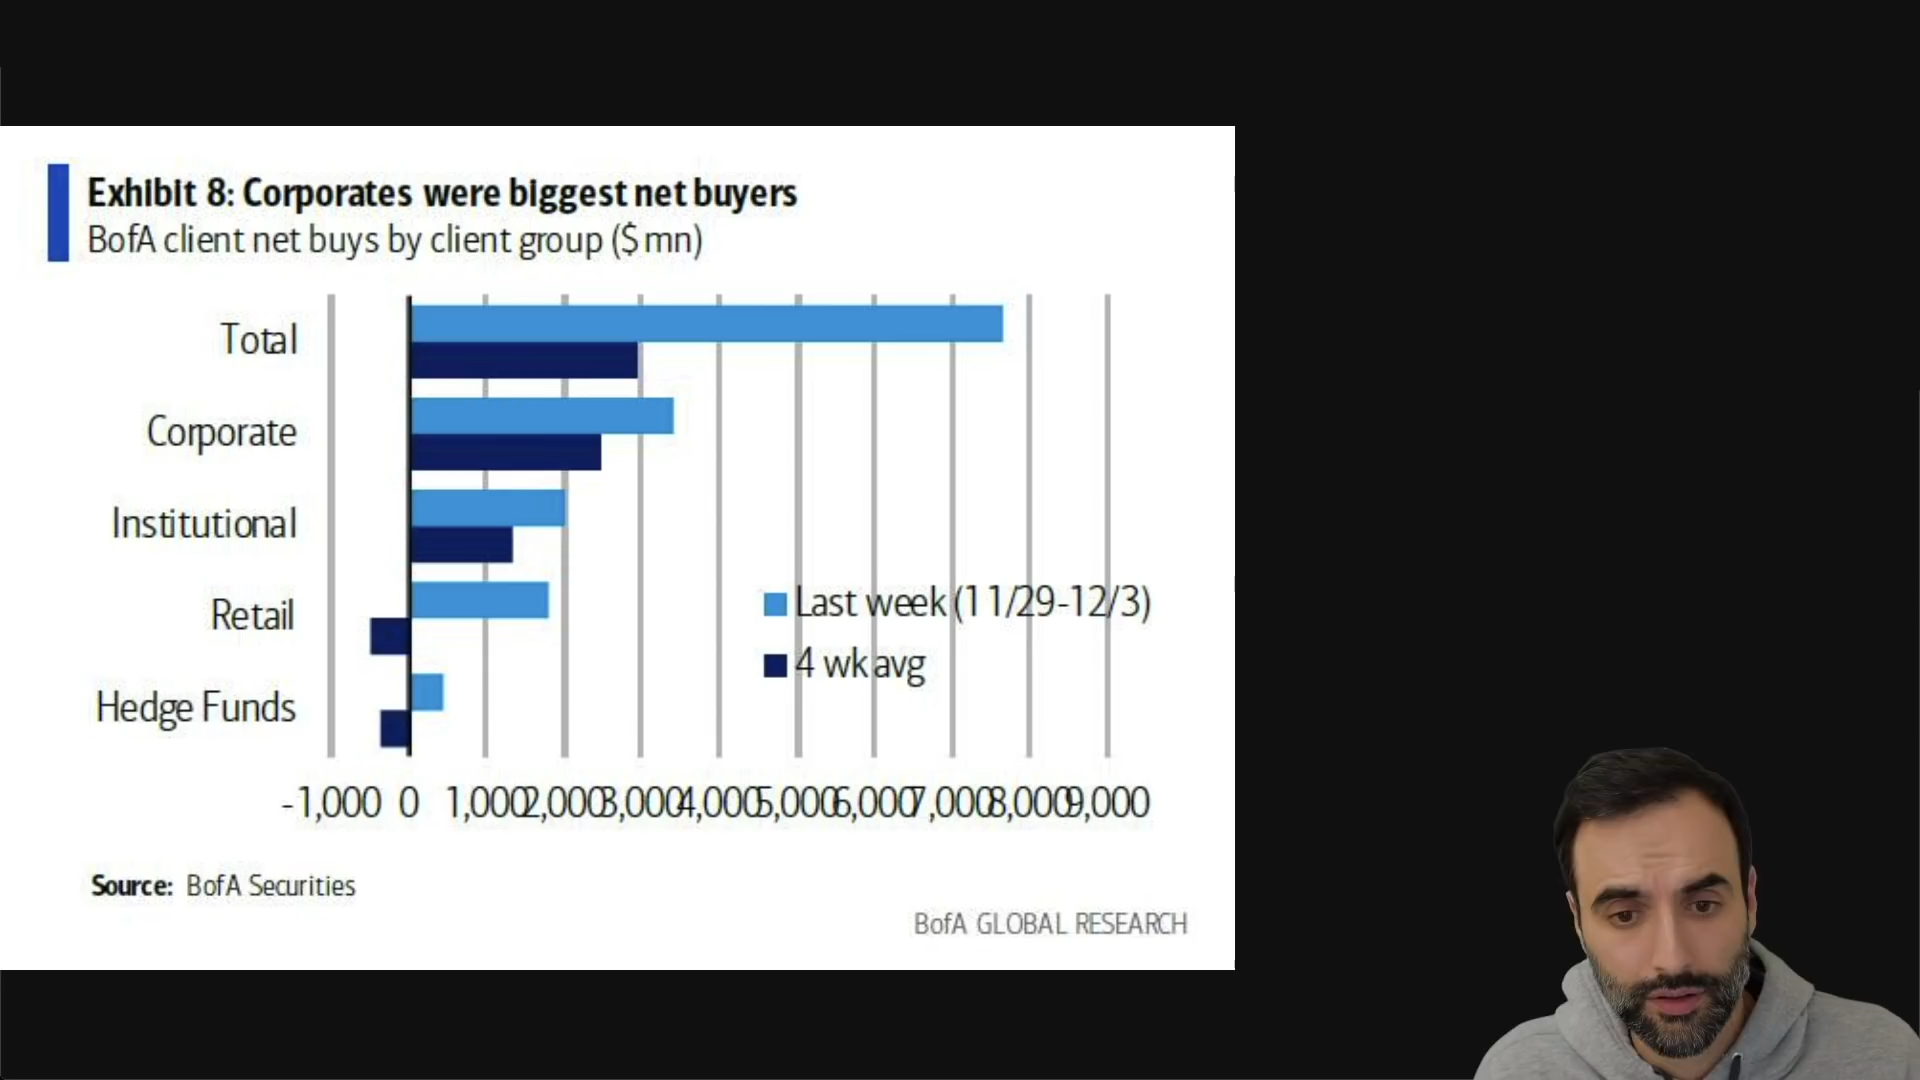 Exhibit 8: Corporates were biggest net buyers
BofA client net buys by client group ($ mn)
Total
Corporate
Institutional
Retail
Hedge Funds
Last week (11/29-12/3)
4 wk avg
-1,000 0 1,000 2,000 3,000 4,000 5,000 6,000 7,000 8,000 9,000
Source: BofA Securities
BofA GLOBAL RESEARCH